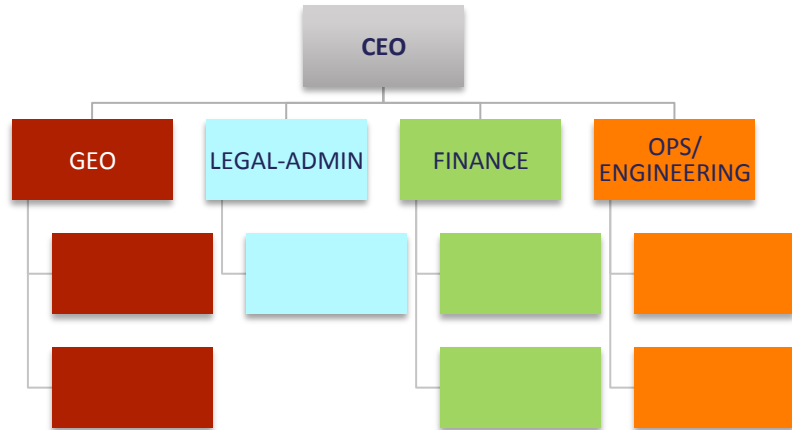 CEO
GEO
LEGAL-ADMIN
FINANCE
OPS/
ENGINEERING